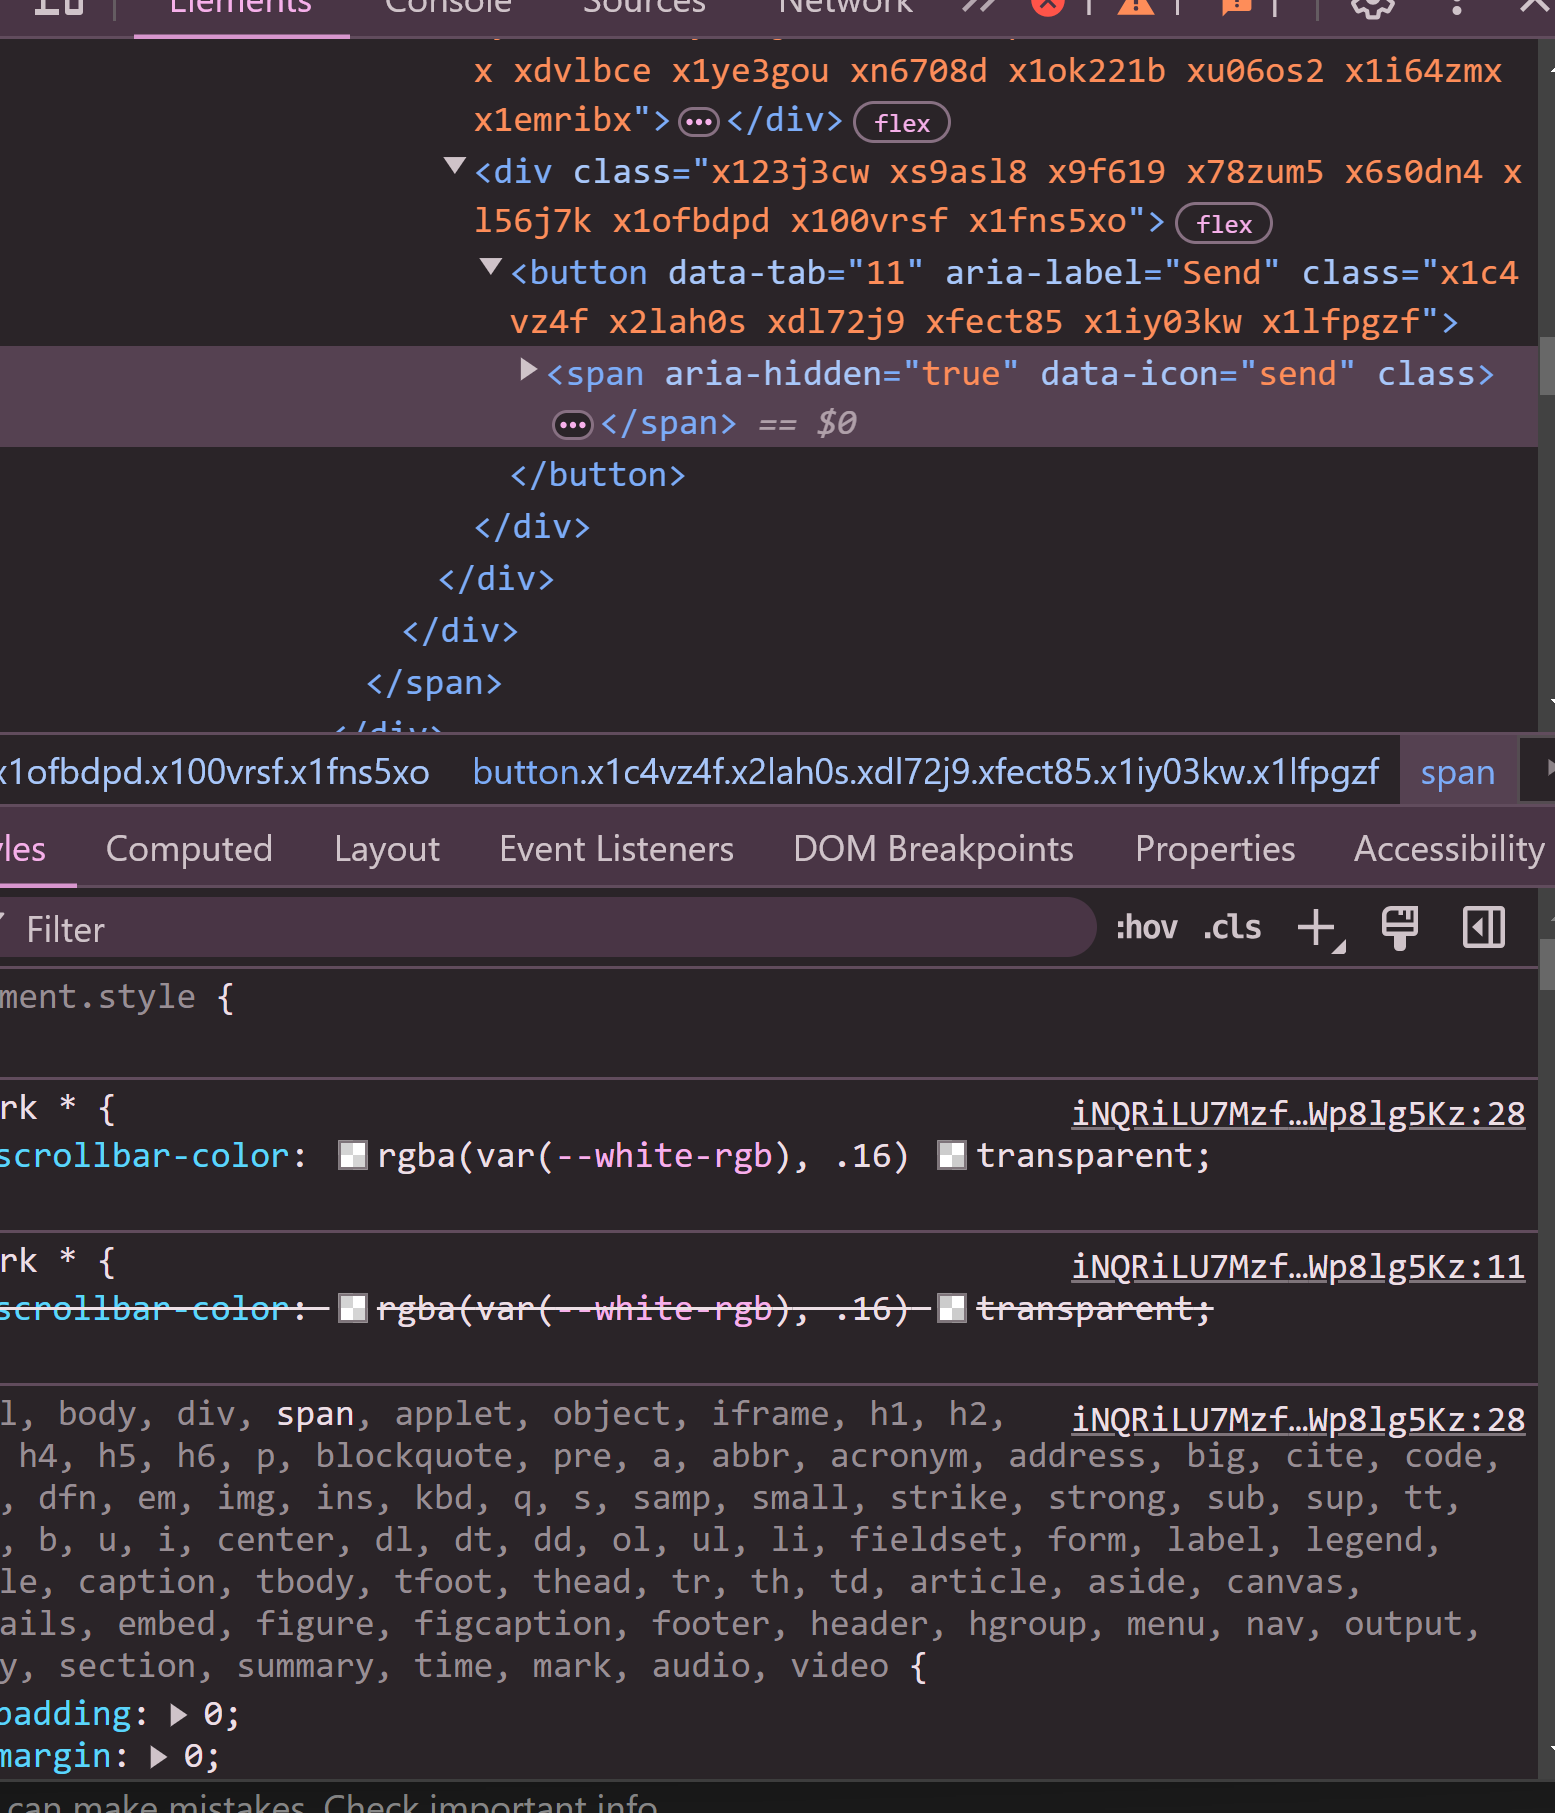 Elements Console Sources Network
x xdvlbce x1ye3gou xn6708d x1ok221b xu06os2 x1i64zmx
x1emribx">⋯</div> flex
<div class="x123j3cw xs9asl8 x9f619 x78zum5 x6s0dn4 x
l56j7k x1ofbdpd x100vrsf x1fns5xo"> flex
<button data-tab="11" aria-label="Send" class="x1c4
vz4f x2lah0s xdl72j9 xfect85 x1iy03kw x1lfpgzf">
<span aria-hidden="true" data-icon="send" class>
⋯</span> == $0
</button>
</div>
</div>
</div>
</span>
</div>
x1ofbdpd.x100vrsf.x1fns5xo button.x1c4vz4f.x2lah0s.xdl72j9.xfect85.x1iy03kw.x1lfpgzf span
les Computed Layout Event Listeners DOM Breakpoints Properties Accessibility
Filter :hov .cls
ment.style {
rk * { iNQRiLU7Mzf…Wp8lg5Kz:28
scrollbar-color: rgba(var(--white-rgb), .16) transparent;
rk * { iNQRiLU7Mzf…Wp8lg5Kz:11
scrollbar-color: rgba(var(--white-rgb), .16) transparent;
l, body, div, span, applet, object, iframe, h1, h2, iNQRiLU7Mzf…Wp8lg5Kz:28
h4, h5, h6, p, blockquote, pre, a, abbr, acronym, address, big, cite, code,
, dfn, em, img, ins, kbd, q, s, samp, small, strike, strong, sub, sup, tt,
, b, u, i, center, dl, dt, dd, ol, ul, li, fieldset, form, label, legend,
le, caption, tbody, tfoot, thead, tr, th, td, article, aside, canvas,
ails, embed, figure, figcaption, footer, header, hgroup, menu, nav, output,
y, section, summary, time, mark, audio, video {
padding: 0;
margin: 0;
can make mistakes. Check important info.